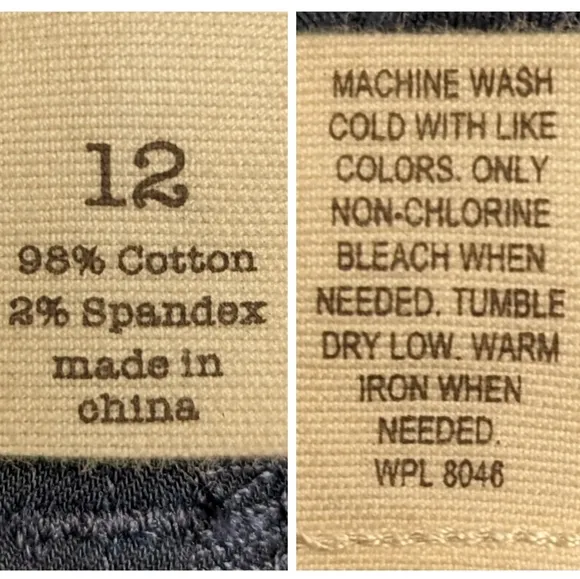 12
98% Cotton
2% Spandex
made in
china
MACHINE WASH
COLD WITH LIKE
COLORS. ONLY
NON-CHLORINE
BLEACH WHEN
NEEDED. TUMBLE
DRY LOW. WARM
IRON WHEN
NEEDED.
WPL 8046